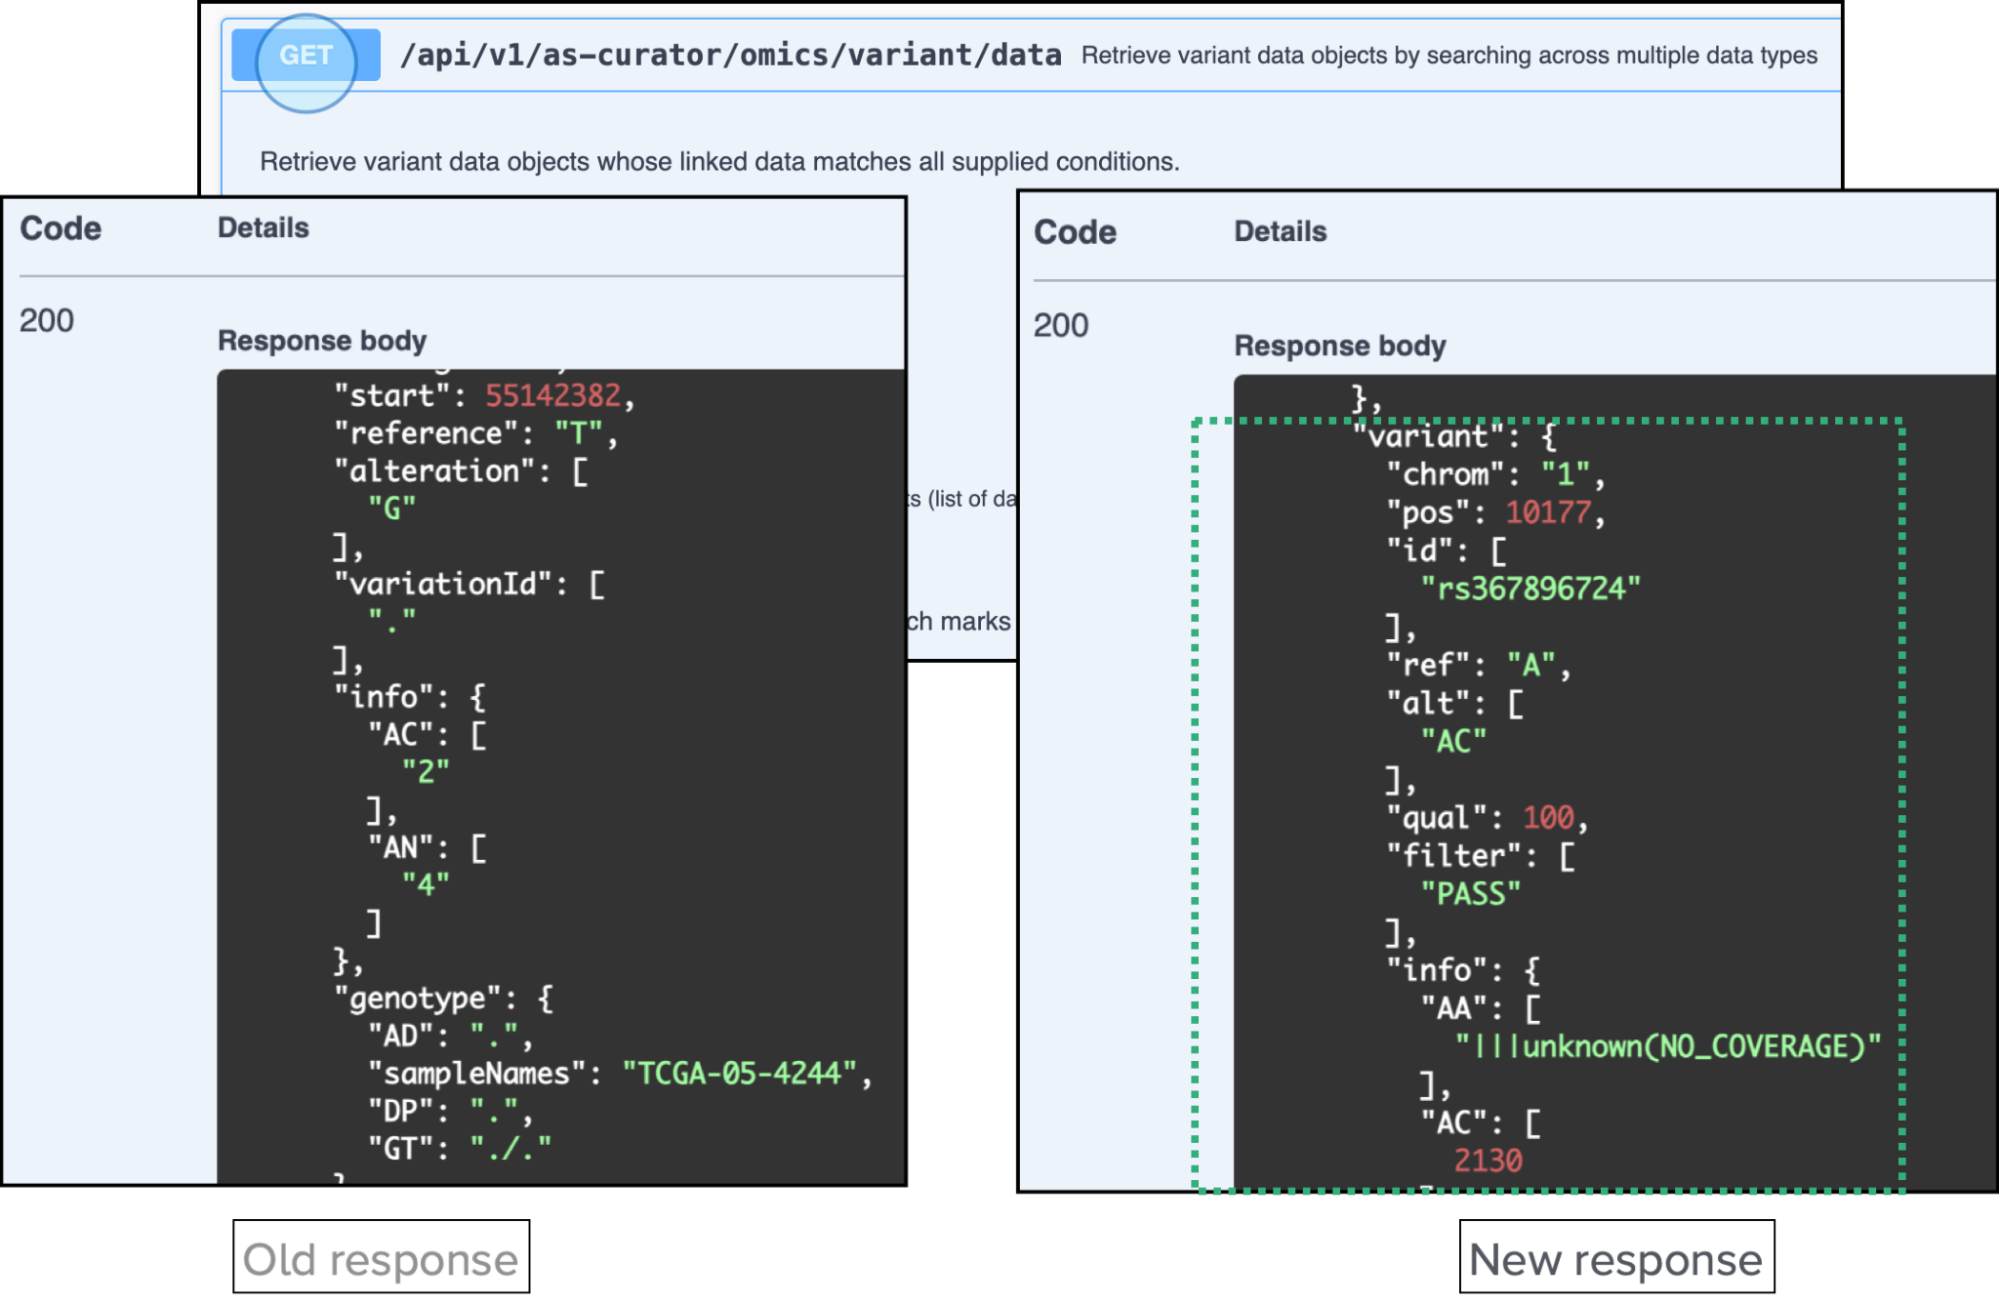 GET /api/v1/as-curator/omics/variant/data Retrieve variant data objects by searching across multiple data types
Retrieve variant data objects whose linked data matches all supplied conditions.
Code Details
200
Response body
"start": 55142382,
"reference": "T",
"alteration": [
"G"
],
"variationId": [
"."
],
"info": {
"AC": [
"2"
],
"AN": [
"4"
]
},
"genotype": {
"AD": ".",
"sampleNames": "TCGA-05-4244",
"DP": ".",
"GT": "./."
}
Old response
(list of da
ch marks
Code Details
200
Response body
},
"variant": {
"chrom": "1",
"pos": 10177,
"id": [
"rs367896724"
],
"ref": "A",
"alt": [
"AC"
],
"qual": 100,
"filter": [
"PASS"
],
"info": {
"AA": [
"|||unknown(NO_COVERAGE)"
],
"AC": [
2130
New response